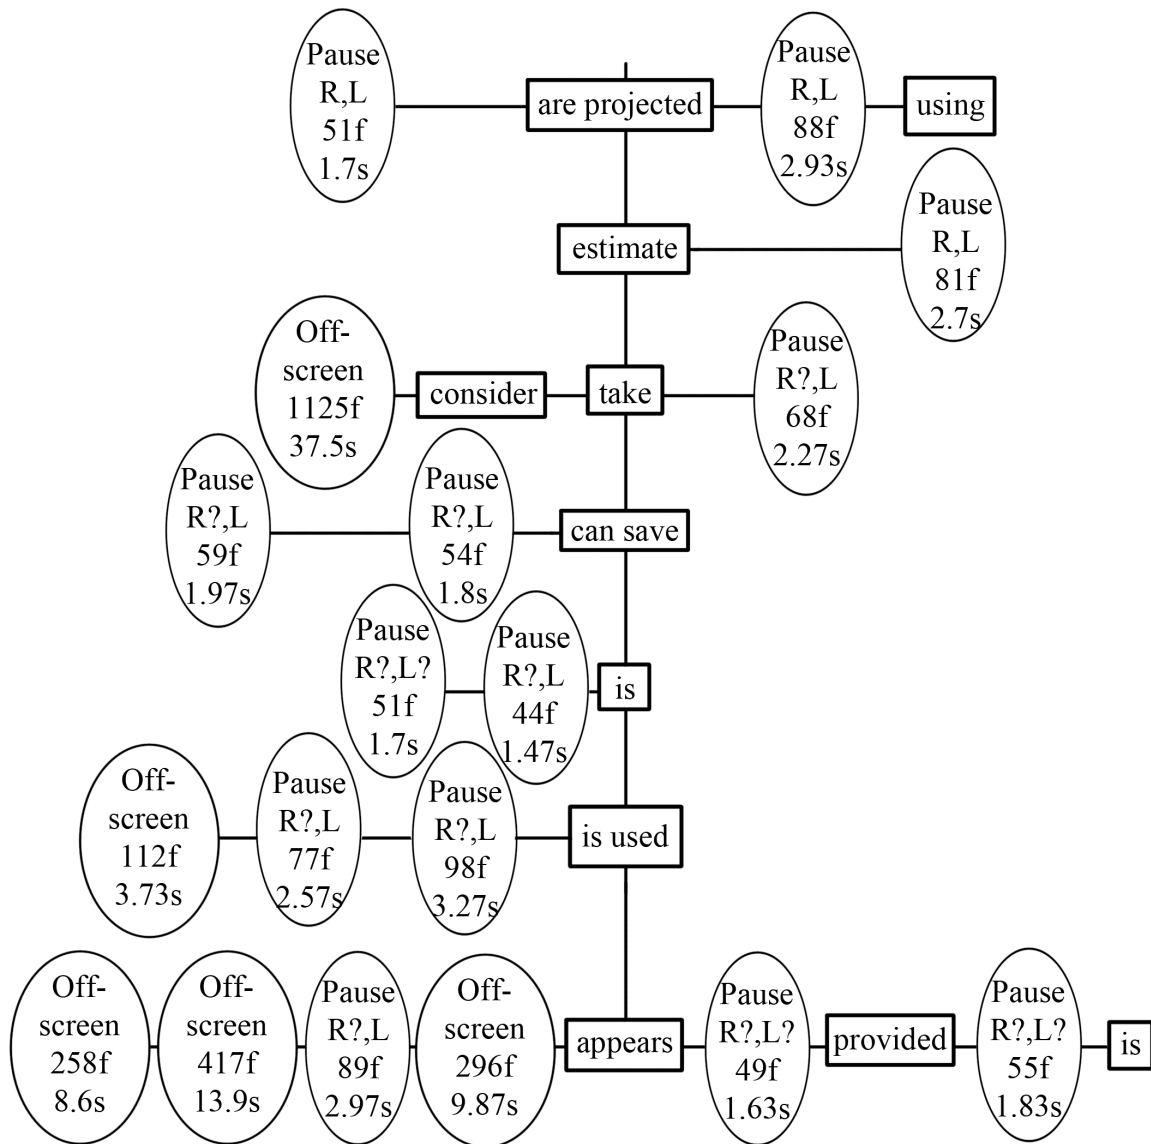 Pause
R,L
51f
1.7s
are projected
Pause
R,L
88f
2.93s
using
estimate
Pause
R,L
81f
2.7s
Off-
screen
1125f
37.5s
consider
take
Pause
R?,L
68f
2.27s
Pause
R?,L
59f
1.97s
Pause
R?,L
54f
1.8s
can save
Pause
R?,L?
51f
1.7s
Pause
R?,L
44f
1.47s
is
Off-
screen
112f
3.73s
Pause
R?,L
77f
2.57s
Pause
R?,L
98f
3.27s
is used
Off-
screen
258f
8.6s
Off-
screen
417f
13.9s
Pause
R?,L
89f
2.97s
Off-
screen
296f
9.87s
appears
Pause
R?,L?
49f
1.63s
provided
Pause
R?,L?
55f
1.83s
is